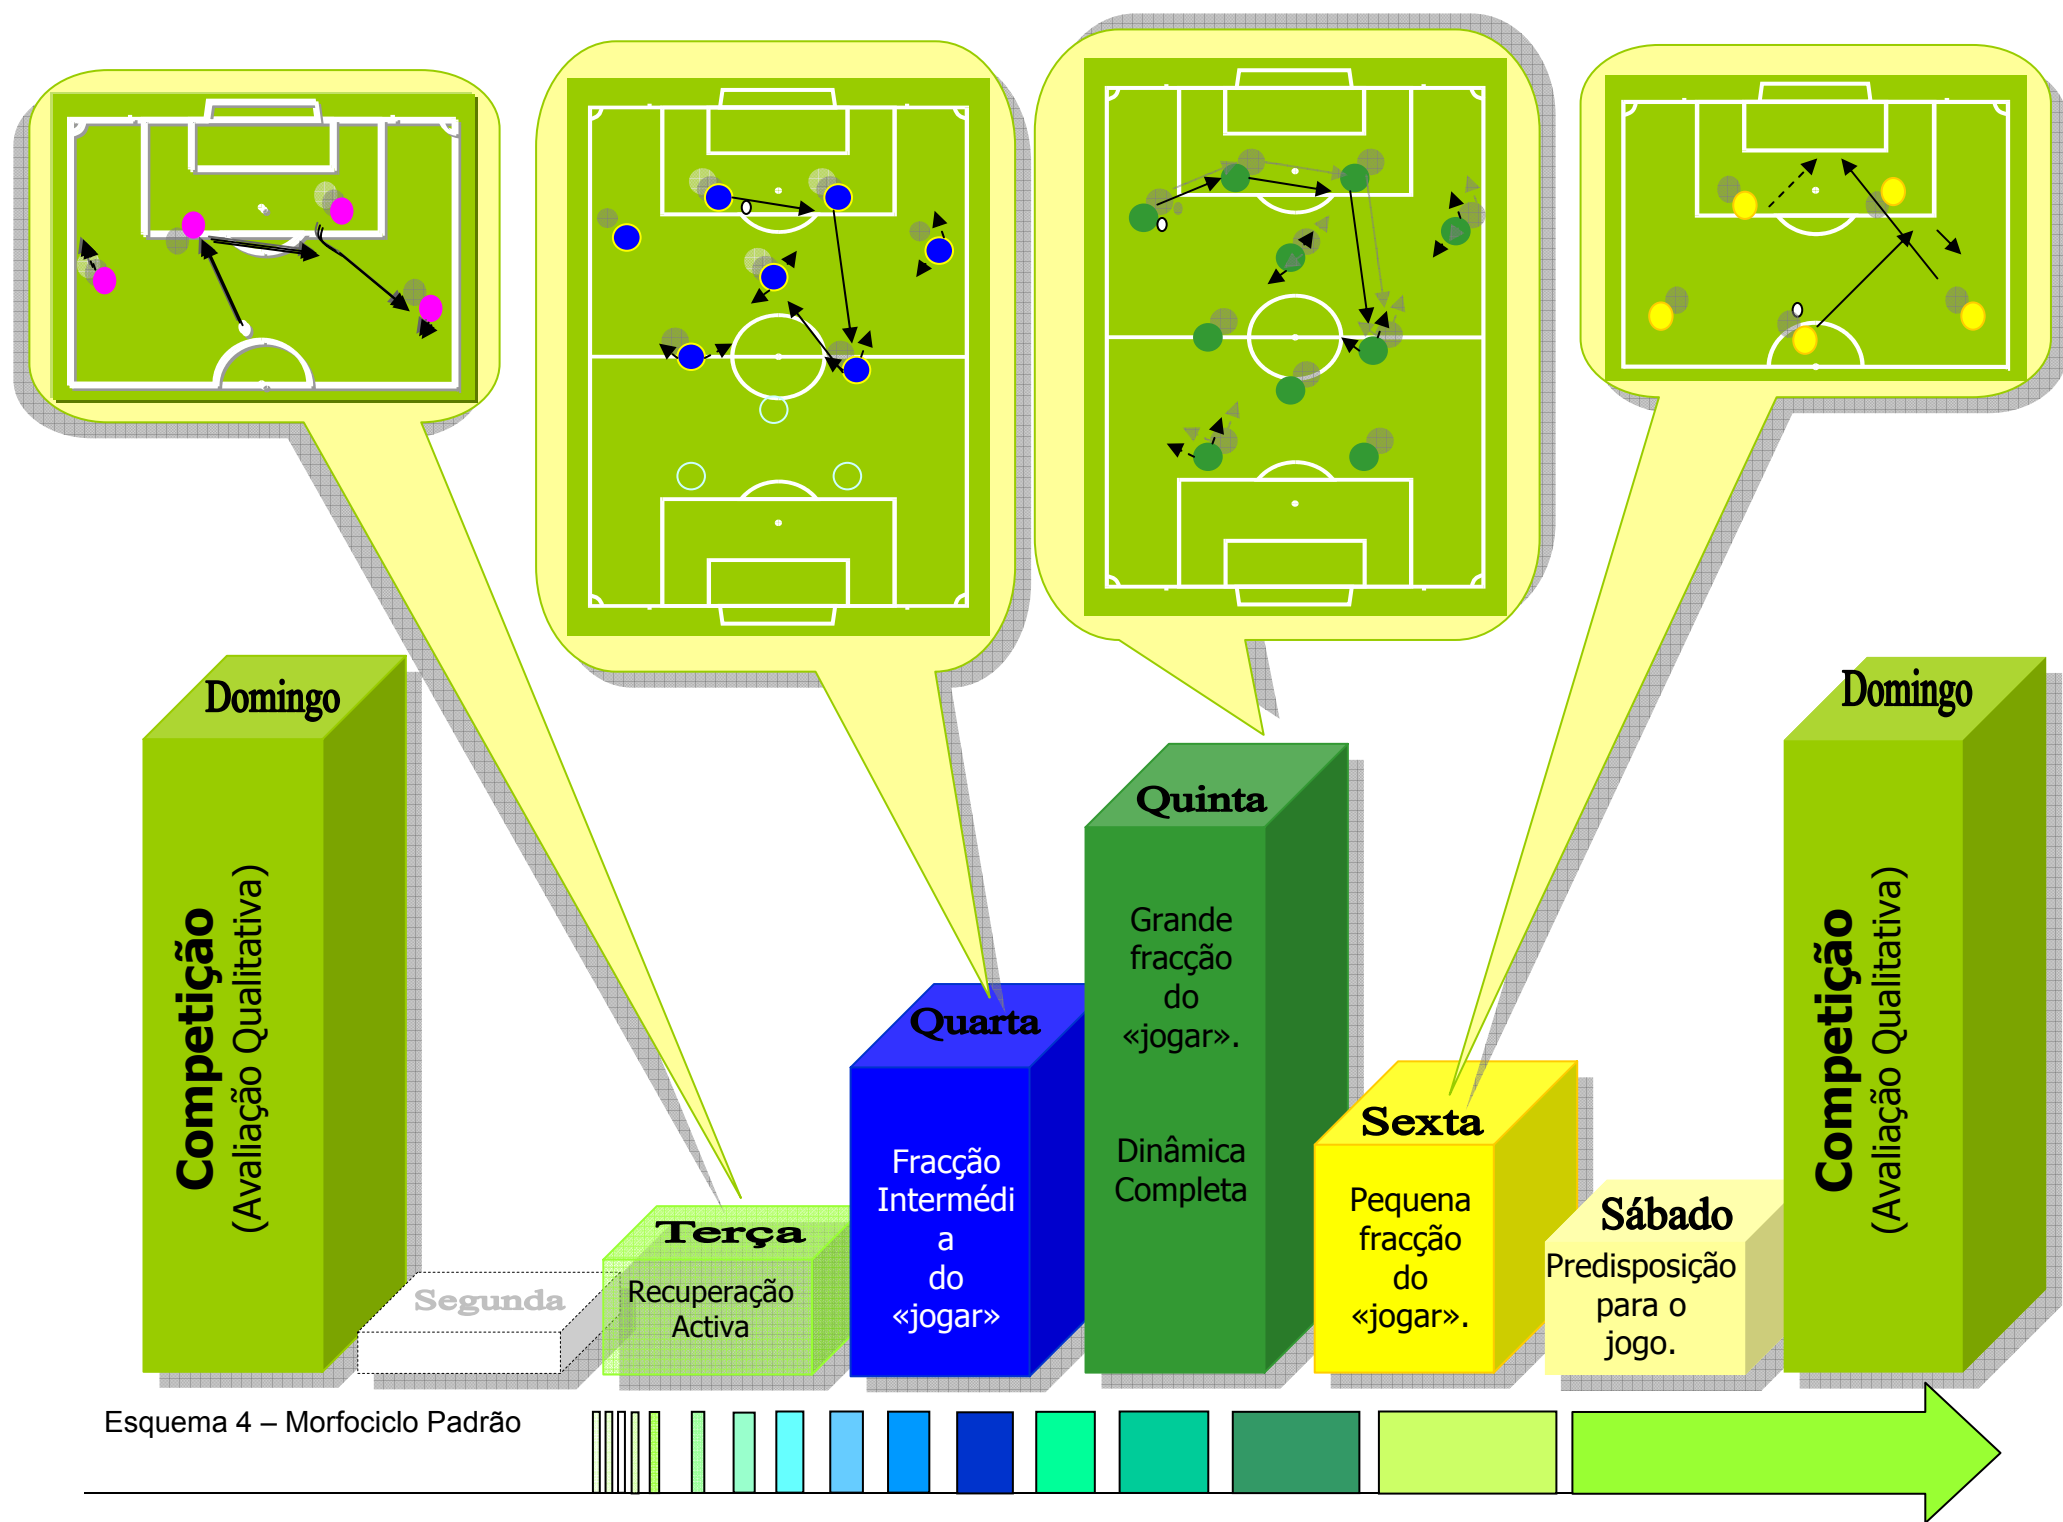 Domingo
Competição
(Avaliação Qualitativa)
Segunda
Terça
Recuperação
Activa
Quarta
Fracção
Intermédi
a
do
«jogar»
Quinta
Grande
fracção
do
«jogar».
Dinâmica
Completa
Sexta
Pequena
fracção
do
«jogar».
Sábado
Predisposição
para o
jogo.
Domingo
Competição
(Avaliação Qualitativa)
Esquema 4 – Morfociclo Padrão